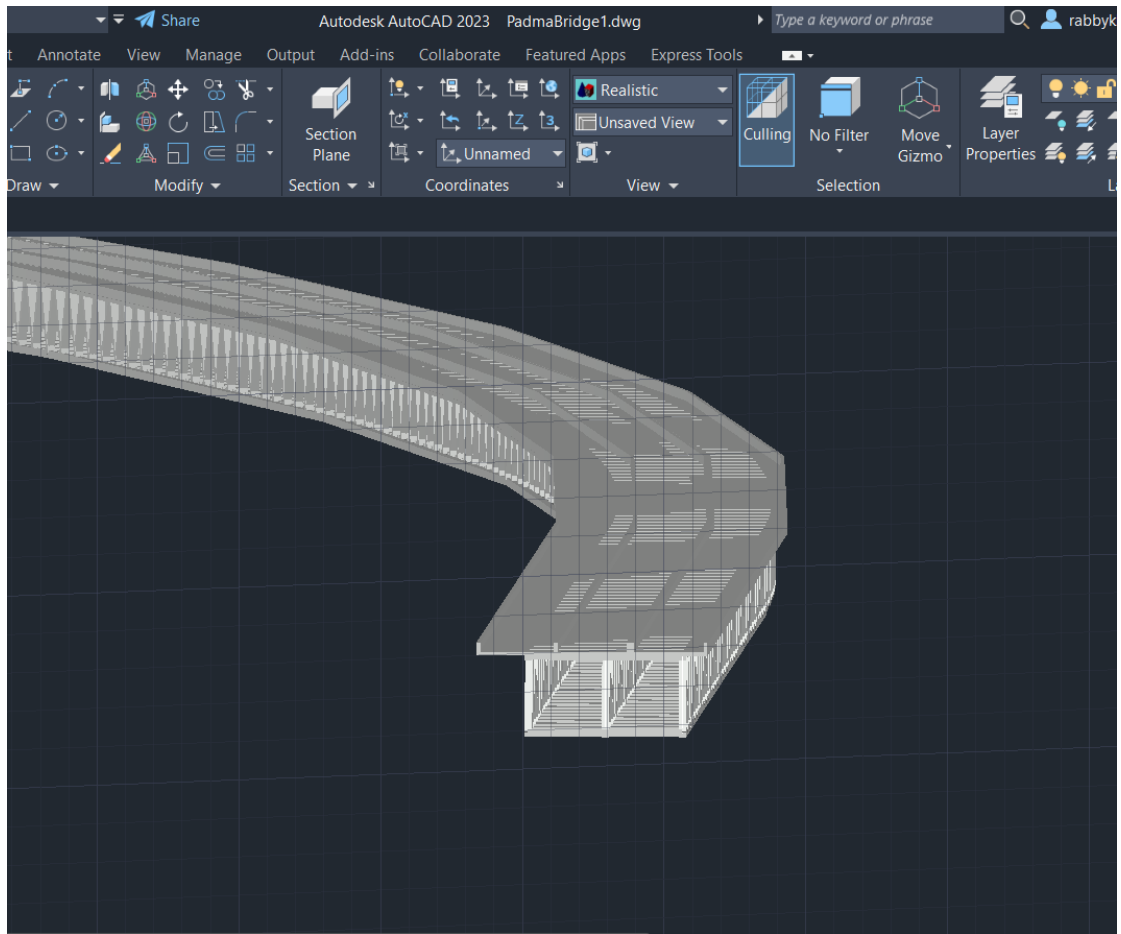 Share Autodesk AutoCAD 2023 PadmaBridge1.dwg Type a keyword or phrase rabbyk
t Annotate View Manage Output Add-ins Collaborate Featured Apps Express Tools
Realistic
Unsaved View
Section
Plane
Unnamed
Culling
No Filter
Move
Gizmo
Layer
Properties
Draw Modify Section Coordinates View Selection